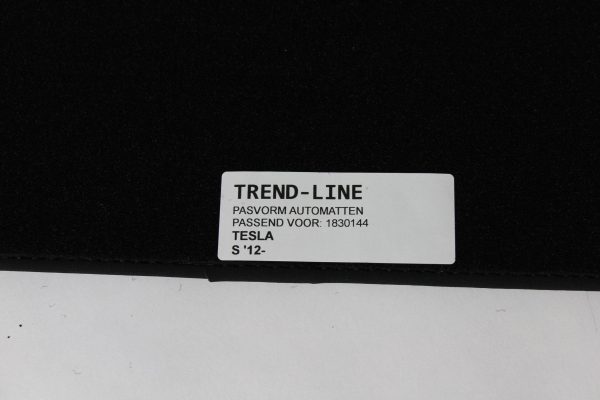 TREND-LINE
PASVORM AUTOMATTEN
PASSEND VOOR: 1830144
TESLA
S '12-